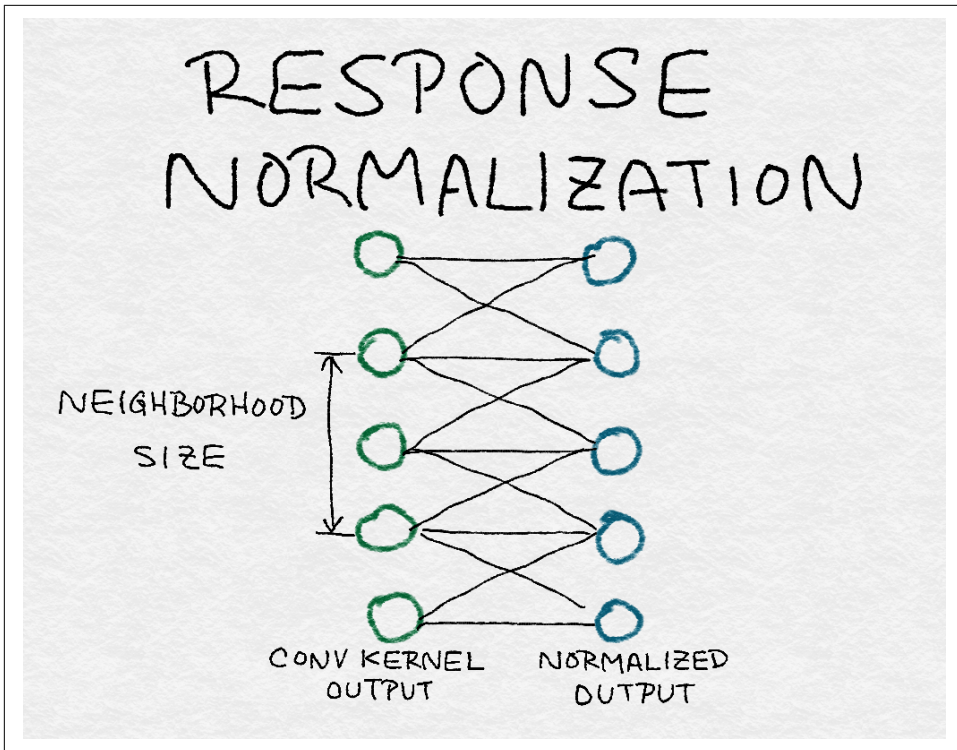 RESPONSE
NORMALIZATION
NEIGHBORHOOD
SIZE
CONV KERNEL
OUTPUT
NORMALIZED
OUTPUT